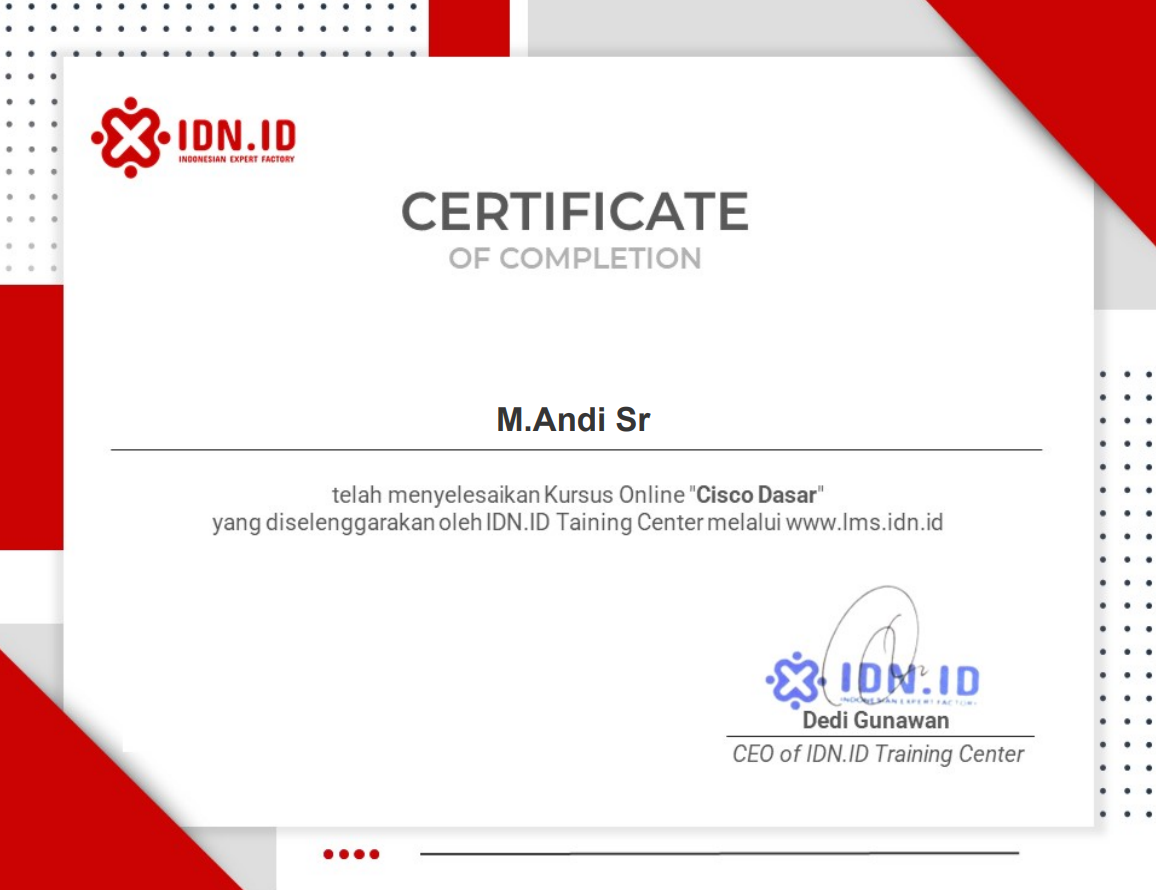 IDN.ID
INDONESIAN EXPERT FACTORY
CERTIFICATE
OF COMPLETION
M.Andi Sr
telah menyelesaikan Kursus Online "Cisco Dasar"
yang diselenggarakan oleh IDN.ID Taining Center melalui www.lms.idn.id
IDN.ID
INDONESIAN EXPERT FACTORY
Dedi Gunawan
CEO of IDN.ID Training Center